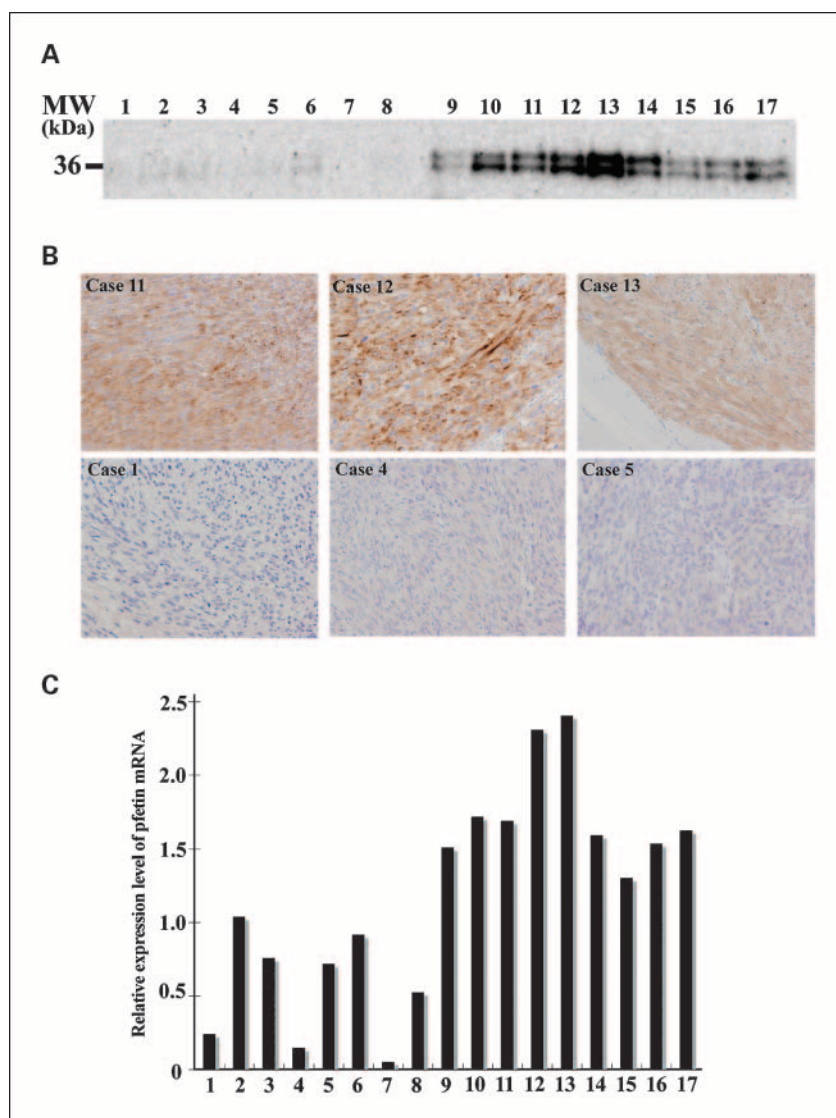 A
MW 1 2 3 4 5 6 7 8 9 10 11 12 13 14 15 16 17
(kDa)
36
B
Case 11 Case 12 Case 13
Case 1 Case 4 Case 5
C
Relative expression level of pfetin mRNA
2.5
2.0
1.5
1.0
0.5
0
1 2 3 4 5 6 7 8 9 10 11 12 13 14 15 16 17